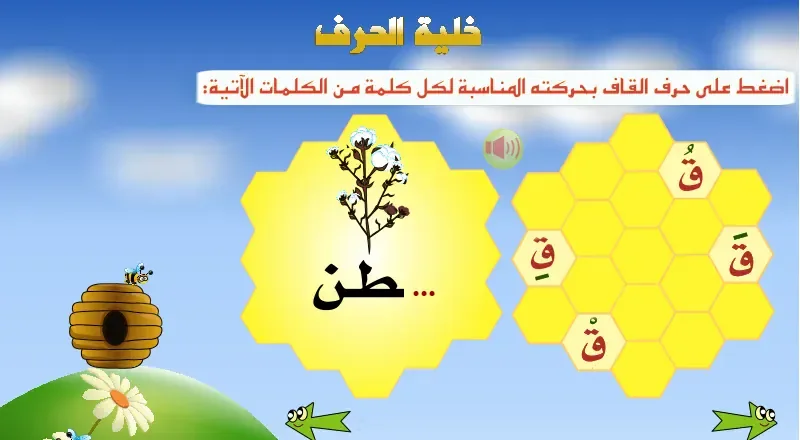 خلية الحرف
اضغط على حرف القاف بحركته المناسبة لكل كلمة من الكلمات الآتية:
قُ
قَ
قِ
قْ
... طن